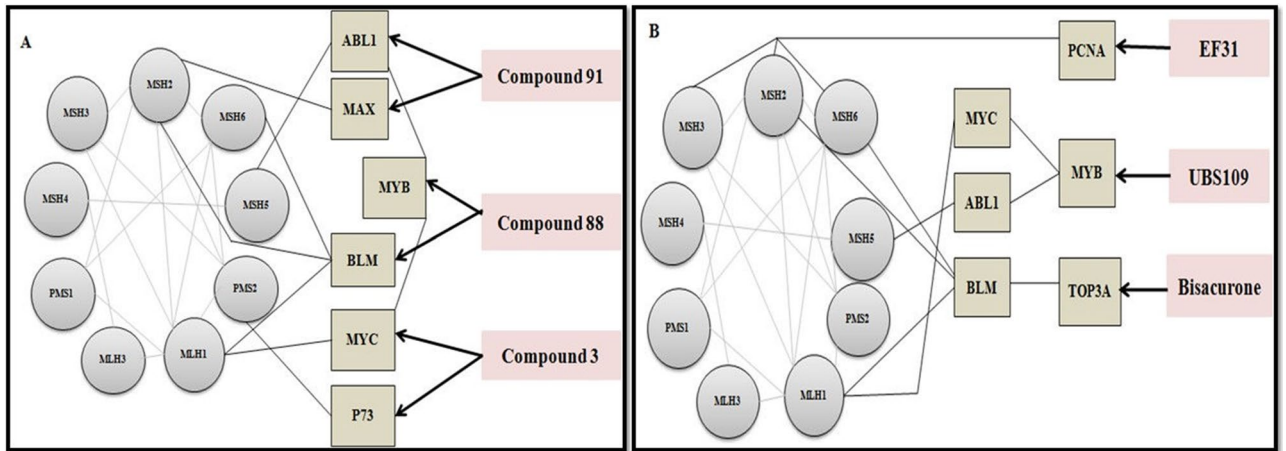 A
MSH2
MSH3
MSH6
MSH4
MSH5
PMS1
PMS2
MLH3
MLH1
ABL1
MAX
MYB
BLM
MYC
P73
Compound 91
Compound 88
Compound 3
B
MSH2
MSH3
MSH6
MSH4
MSH5
PMS1
PMS2
MLH3
MLH1
PCNA
MYC
MYB
ABL1
BLM
TOP3A
EF31
UBS109
Bisacurone